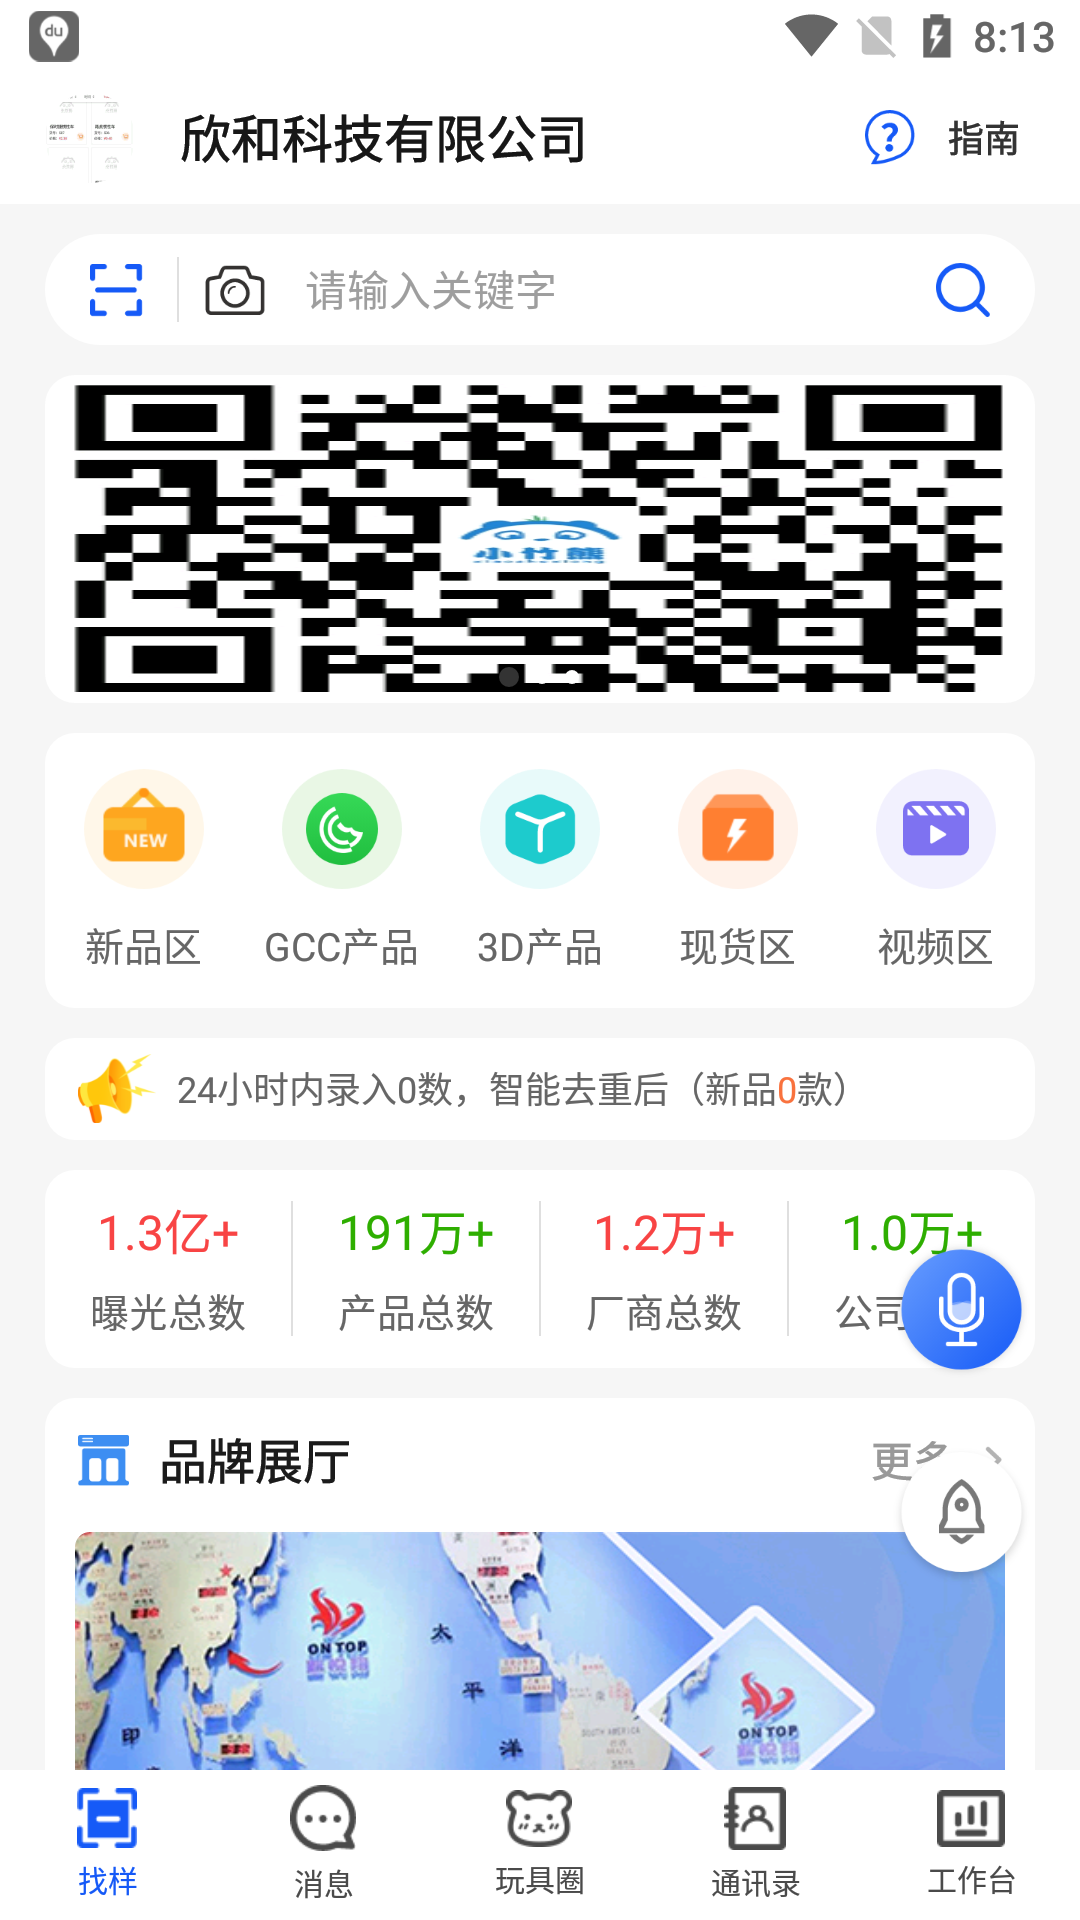 du
8:13
欣和科技有限公司
指南
请输入关键字
小竹熊
xiaozhuxiong
NEW
新品区
GCC产品
3D产品
现货区
视频区
24小时内录入0数，智能去重后（新品0款）
1.3亿+
191万+
1.2万+
1.0万+
曝光总数
产品总数
厂商总数
公司
品牌展厅
更多
ON TOP
太
平
洋
印
SOUTH AMERICA
ON TOP
找样
消息
玩具圈
通讯录
工作台